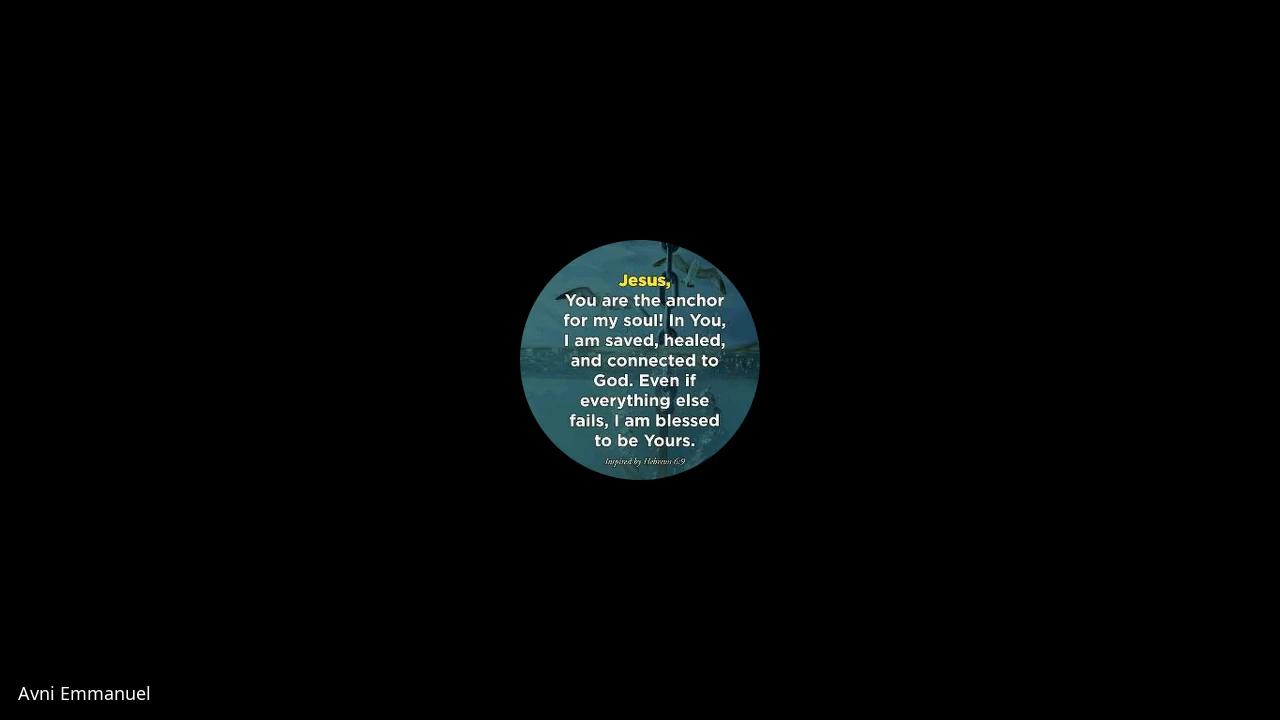 Jesus,
You are the anchor
for my soul! In You,
I am saved, healed,
and connected to
God. Even if
everything else
fails, I am blessed
to be Yours.
Inspired by Hebrews 6:9
Avni Emmanuel